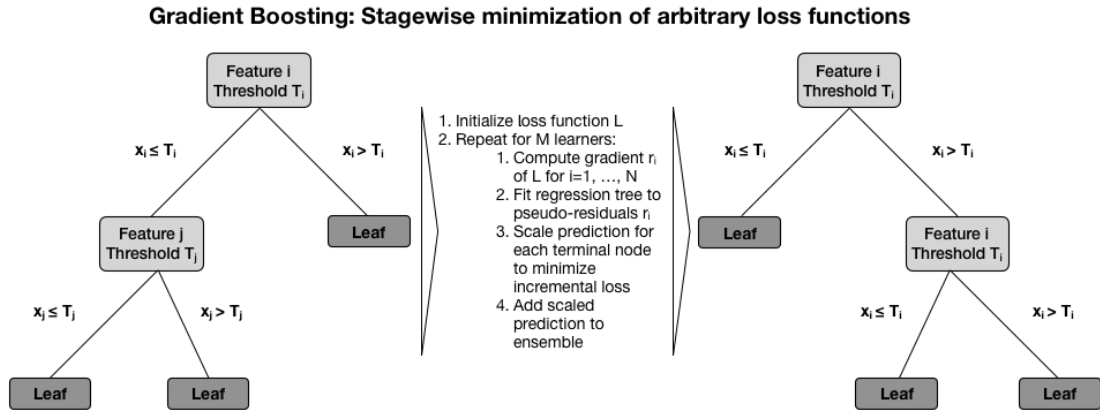 Gradient Boosting: Stagewise minimization of arbitrary loss functions
Feature i
Threshold Tᵢ
xᵢ ≤ Tᵢ
xᵢ > Tᵢ
Feature j
Threshold Tⱼ
Leaf
xⱼ ≤ Tⱼ
xⱼ > Tⱼ
Leaf
Leaf
1. Initialize loss function L
2. Repeat for M learners:
1. Compute gradient rᵢ
of L for i=1, …, N
2. Fit regression tree to
pseudo-residuals rᵢ
3. Scale prediction for
each terminal node
to minimize
incremental loss
4. Add scaled
prediction to
ensemble
Feature i
Threshold Tᵢ
xᵢ ≤ Tᵢ
xᵢ > Tᵢ
Leaf
Feature i
Threshold Tᵢ
xᵢ ≤ Tᵢ
xᵢ > Tᵢ
Leaf
Leaf